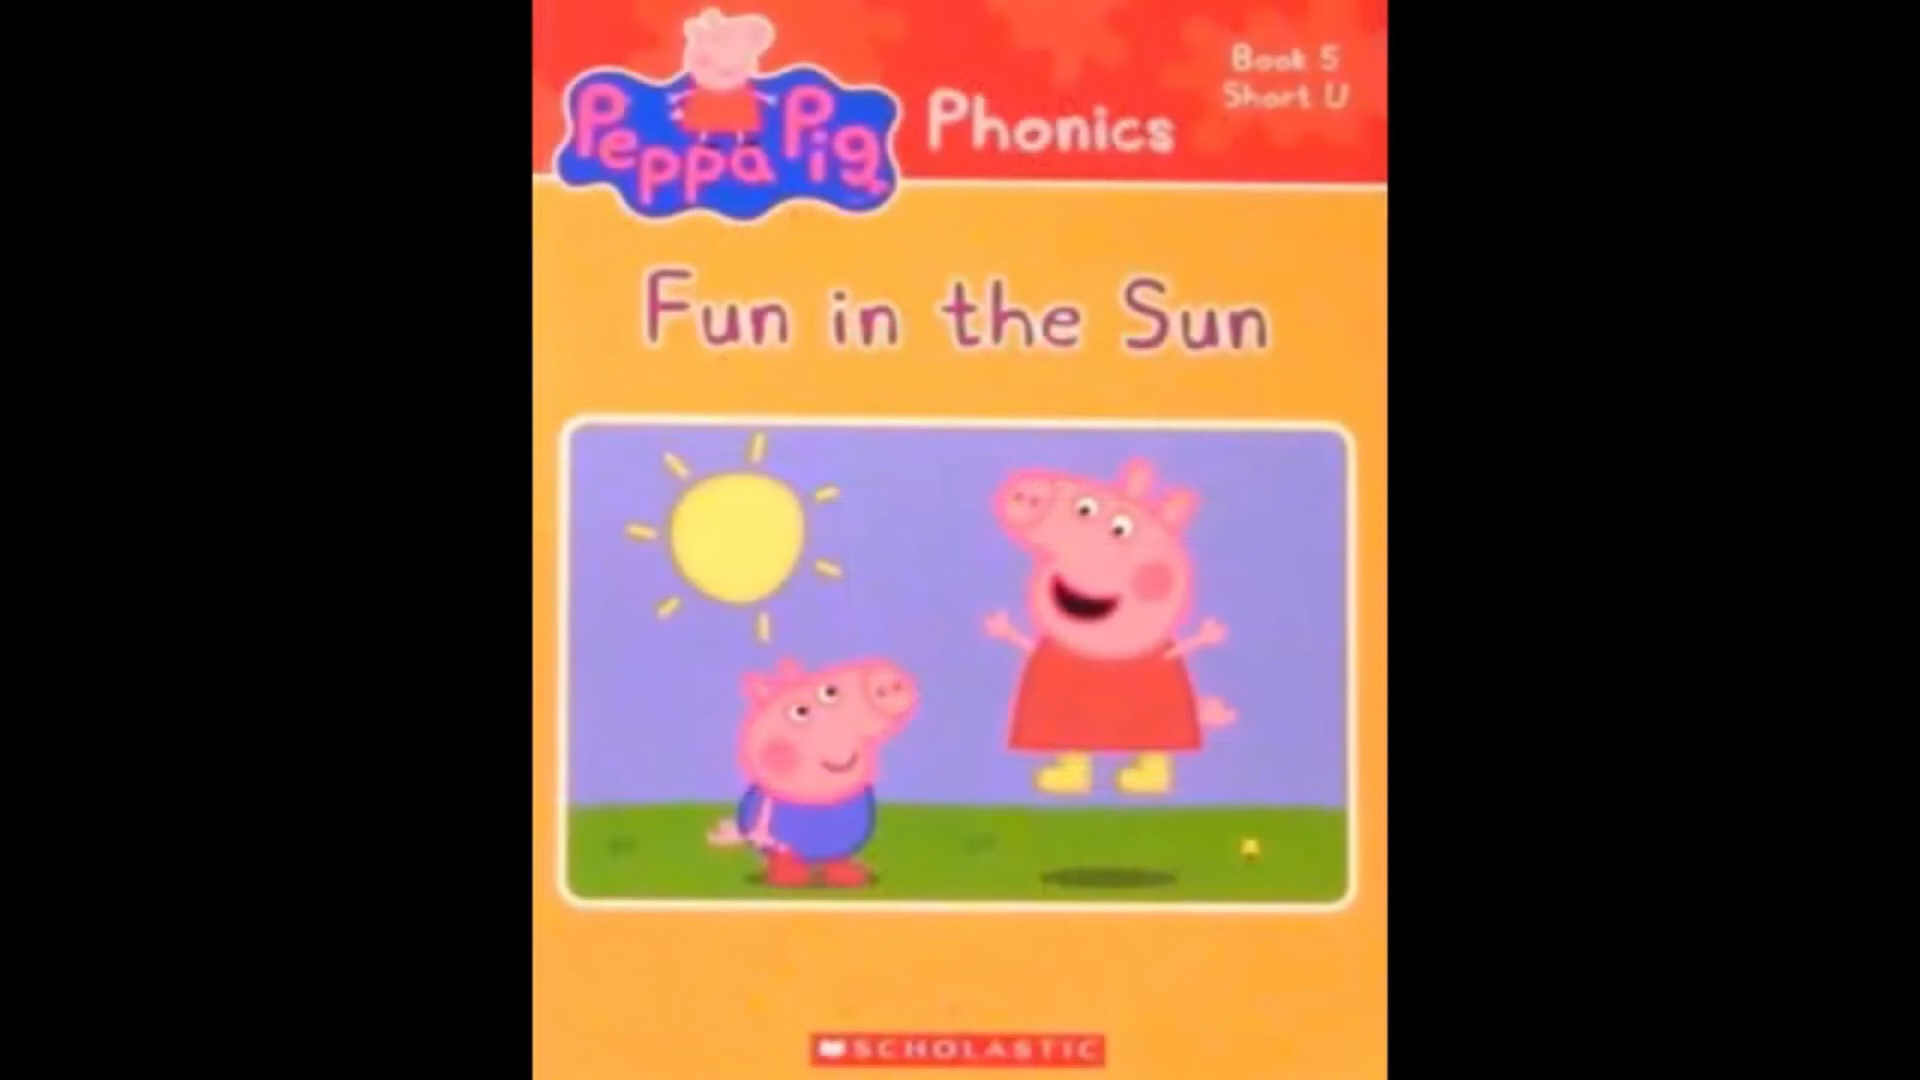 Book 5
Short U
Peppa Pig
Phonics
Fun in the Sun
SCHOLASTIC